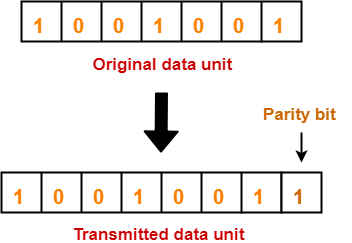 1 0 0 1 0 0 1
Original data unit
Parity bit
1 0 0 1 0 0 1 1
Transmitted data unit